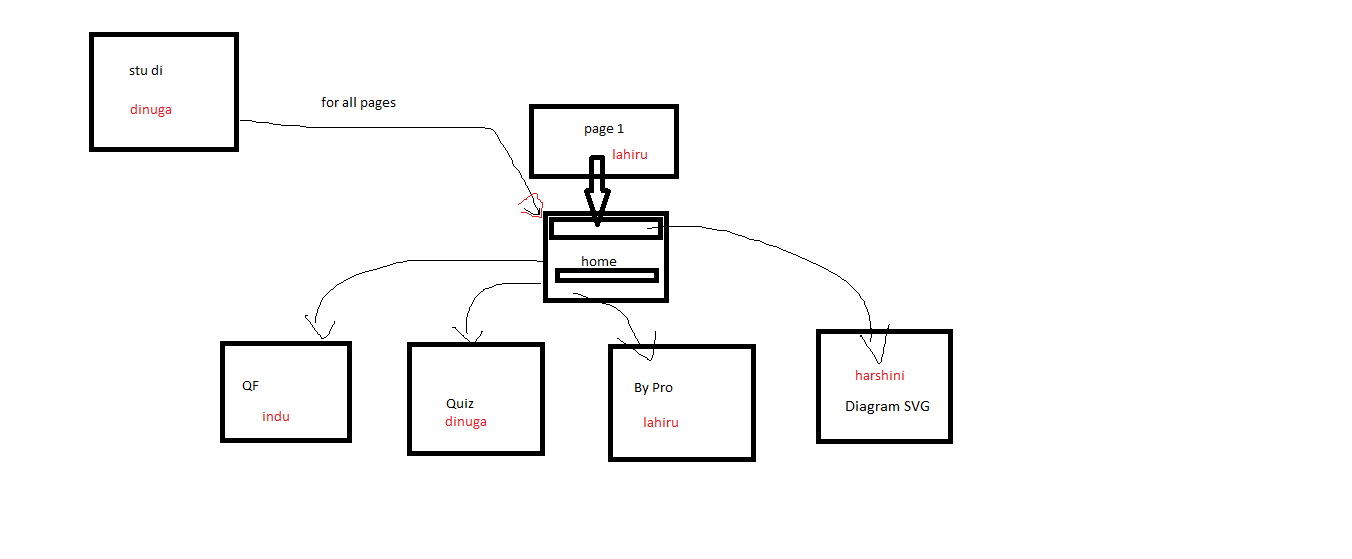 stu di
dinuga
for all pages
page 1
lahiru
home
QF
indu
Quiz
dinuga
By Pro
lahiru
harshini
Diagram SVG